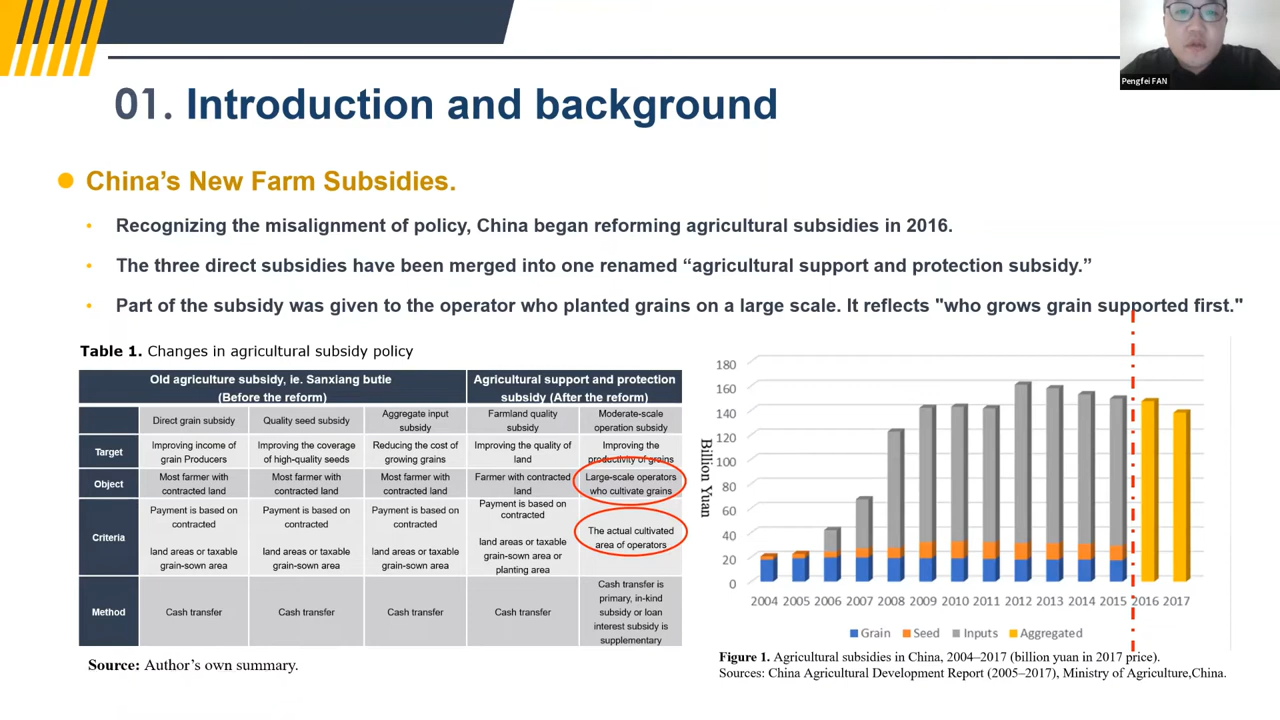 Pengfei FAN
01. Introduction and background
China's New Farm Subsidies.
Recognizing the misalignment of policy, China began reforming agricultural subsidies in 2016.
The three direct subsidies have been merged into one renamed “agricultural support and protection subsidy.”
Part of the subsidy was given to the operator who planted grains on a large scale. It reflects "who grows grain supported first."
Table 1. Changes in agricultural subsidy policy
Old agriculture subsidy, ie. Sanxiang butie
(Before the reform)
Agricultural support and protection
subsidy (After the reform)
Direct grain subsidy
Quality seed subsidy
Aggregate input
subsidy
Farmland quality
subsidy
Moderate-scale
operation subsidy
Target
Improving income of
grain Producers
Improving the coverage
of high-quality seeds
Reducing the cost of
growing grains
Improving the quality of
land
Improving the
productivity of grains
Object
Most farmer with
contracted land
Most farmer with
contracted land
Most farmer with
contracted land
Farmer with contracted
land
Large-scale operators
who cultivate grains
Criteria
Payment is based on
contracted
land areas or taxable
grain-sown area
Payment is based on
contracted
land areas or taxable
grain-sown area
Payment is based on
contracted
land areas or taxable
grain-sown area
Payment is based on
contracted
land areas or taxable
grain-sown area or
planting area
The actual cultivated
area of operators
Method
Cash transfer
Cash transfer
Cash transfer
Cash transfer
Cash transfer is
primary, in-kind
subsidy or loan
interest subsidy is
supplementary
Source: Author's own summary.
Billion Yuan
180
160
140
120
100
80
60
40
20
0
2004 2005 2006 2007 2008 2009 2010 2011 2012 2013 2014 2015 2016 2017
Grain Seed Inputs Aggregated
Figure 1. Agricultural subsidies in China, 2004–2017 (billion yuan in 2017 price).
Sources: China Agricultural Development Report (2005–2017), Ministry of Agriculture,China.